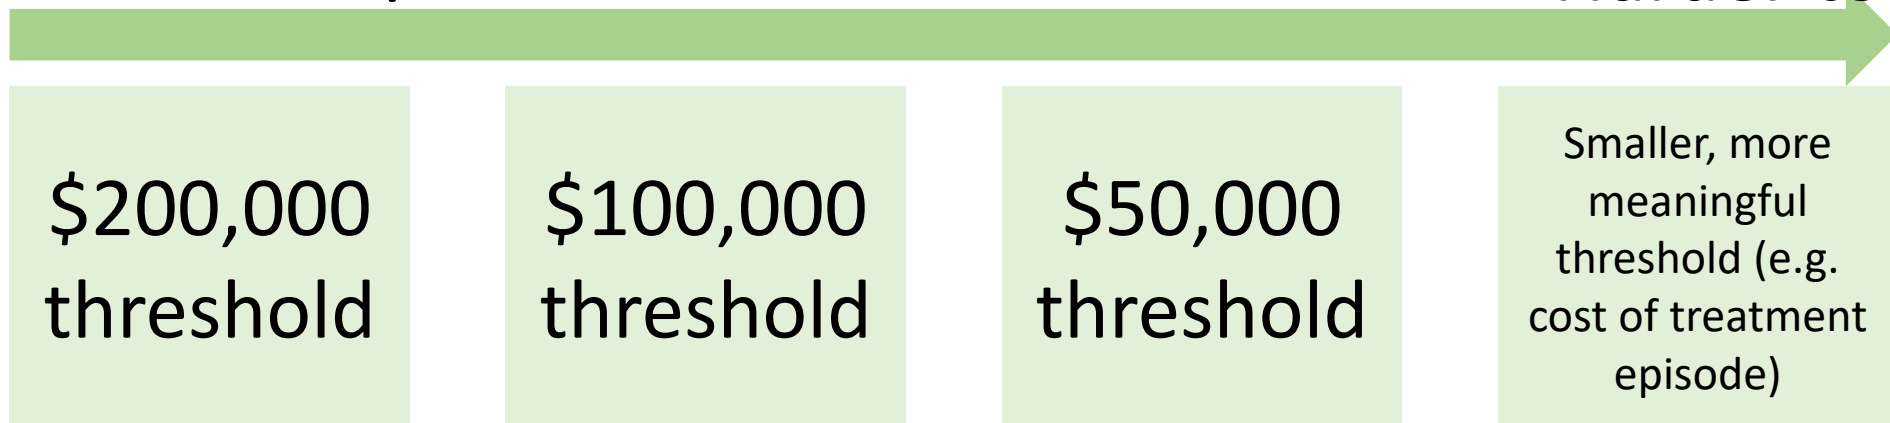 $200,000
threshold
$100,000
threshold
$50,000
threshold
Smaller, more
meaningful
threshold (e.g.
cost of treatment
episode)